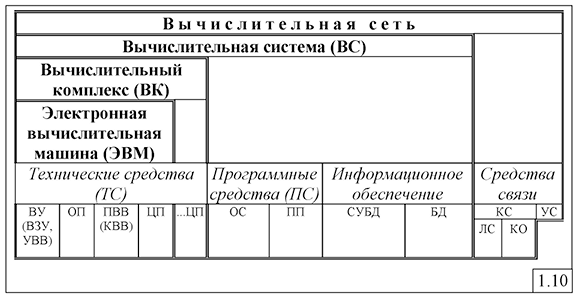 Вычислительная сеть
Вычислительная система (ВС)
Вычислительный
комплекс (ВК)
Электронная
вычислительная
машина (ЭВМ)
Технические средства
(ТС)
Программные
средства (ПС)
Информационное
обеспечение
Средства
связи
ВУ
(ВЗУ,
УВВ)
ОП
ПВВ
(КВВ)
ЦП
...ЦП
ОС
ПП
СУБД
БД
КС
УС
ЛС
КО
1.10